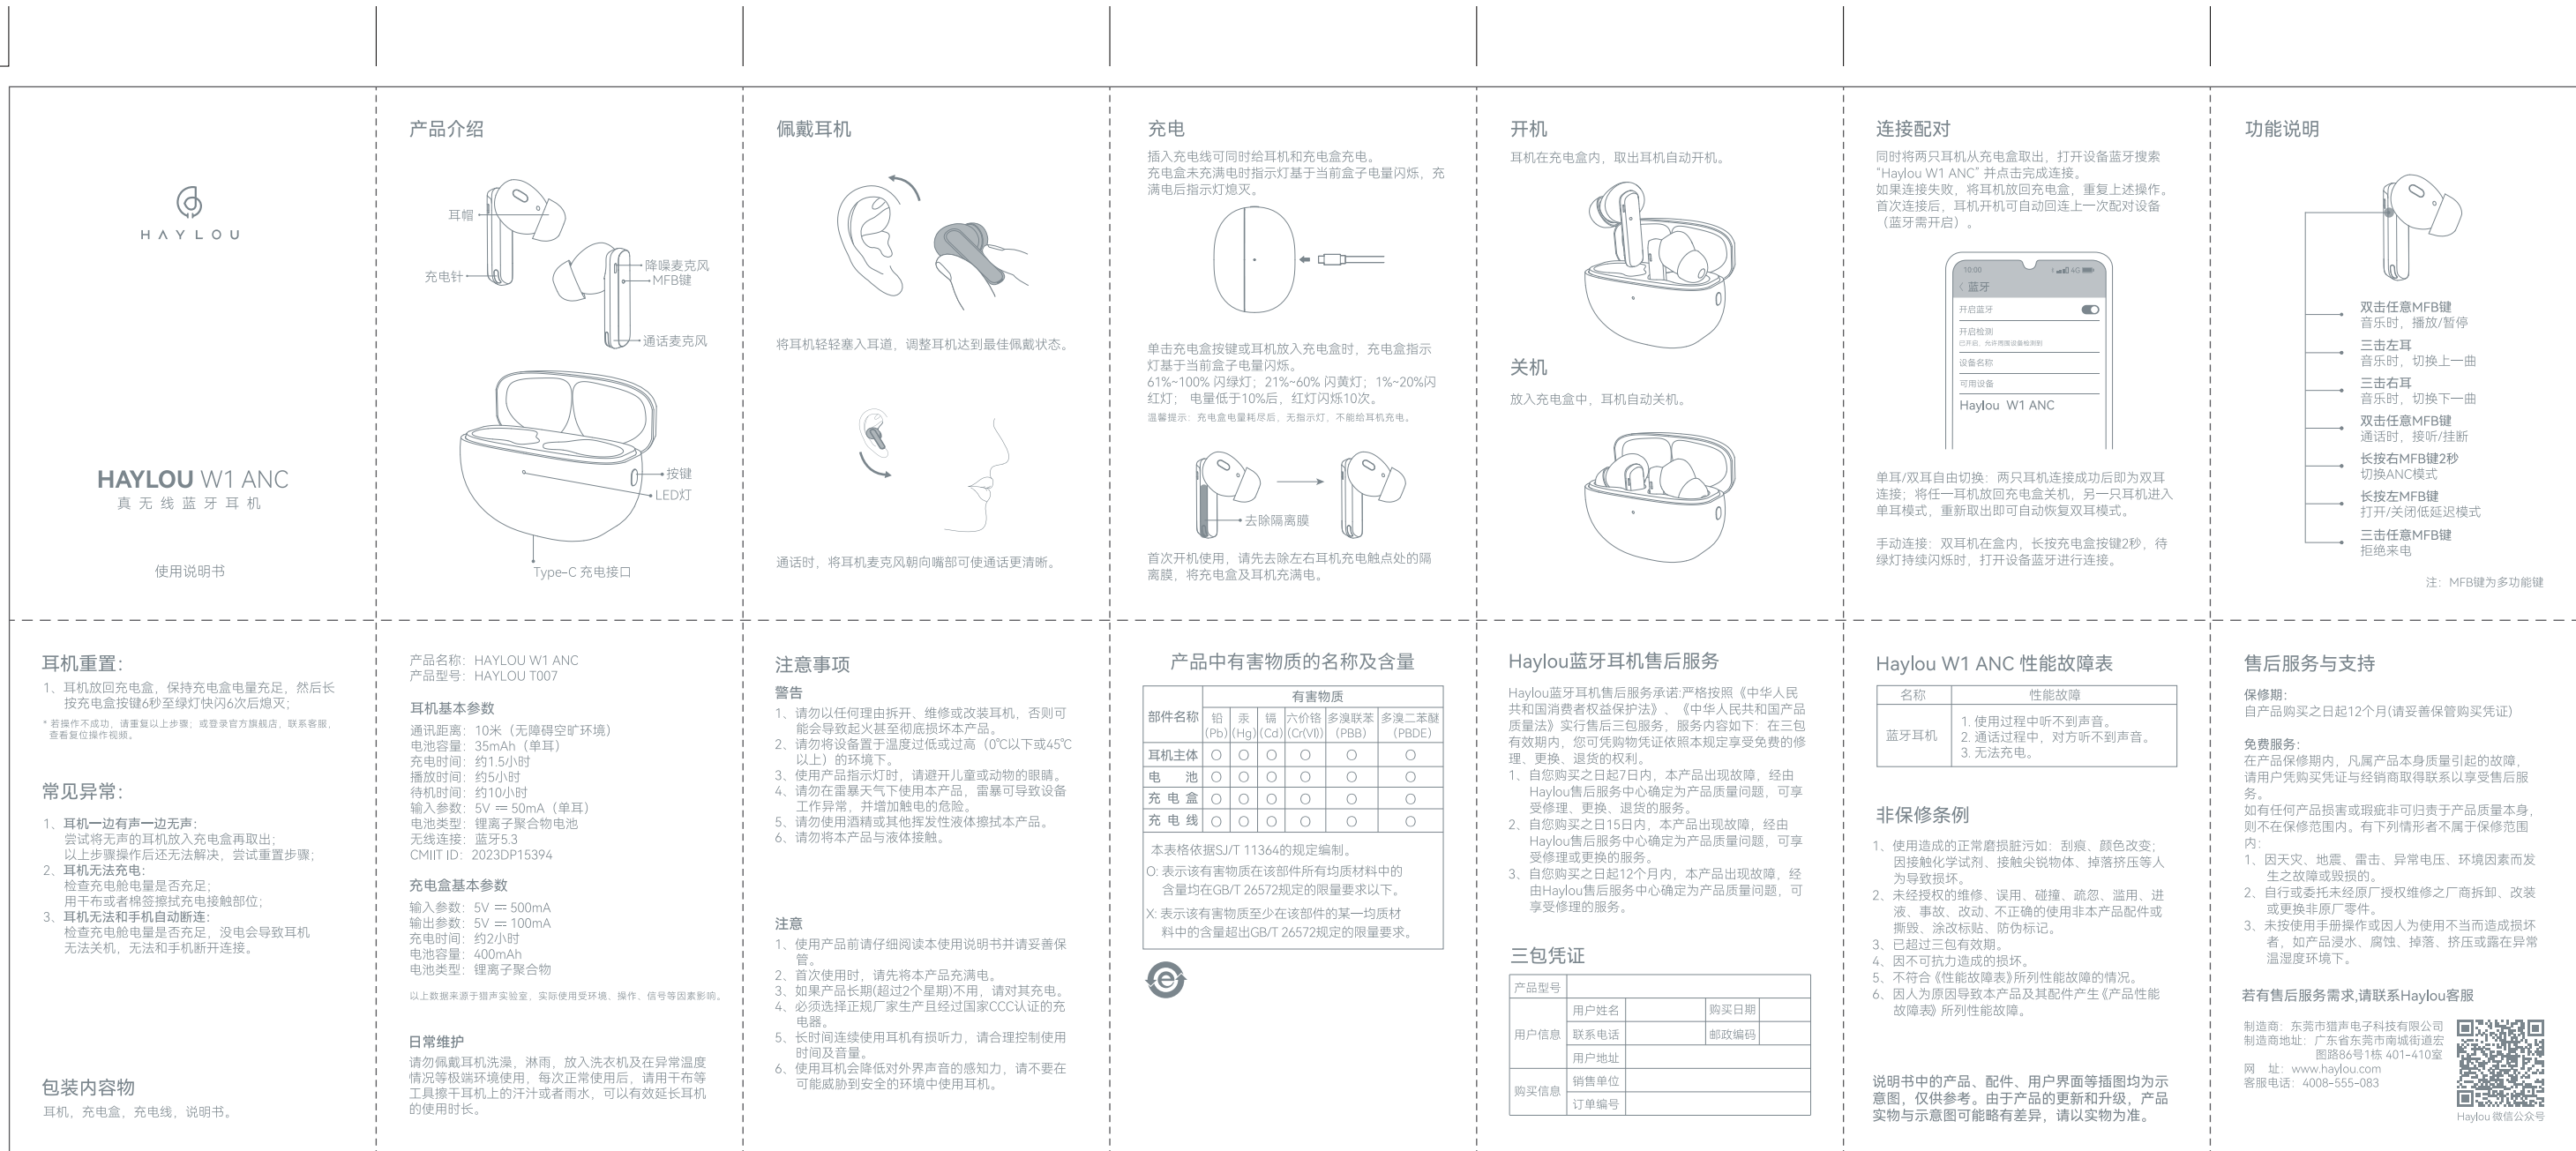 HAYLOU
HAYLOU W1 ANC
真无线蓝牙耳机
使用说明书
产品介绍
耳帽
充电针
降噪麦克风
MFB键
通话麦克风
按键
LED灯
Type-C 充电接口
佩戴耳机
将耳机轻轻塞入耳道，调整耳机达到最佳佩戴状态。
通话时，将耳机麦克风朝向嘴部可使通话更清晰。
充电
插入充电线可同时给耳机和充电盒充电。
充电盒未充满电时指示灯基于当前盒子电量闪烁，充
满电后指示灯熄灭。
单击充电盒按键或耳机放入充电盒时，充电盒指示
灯基于当前盒子电量闪烁。
61%~100% 闪绿灯；21%~60% 闪黄灯；1%~20%闪
红灯； 电量低于10%后，红灯闪烁10次。
温馨提示：充电盒电量耗尽后，无指示灯，不能给耳机充电。
去除隔离膜
首次开机使用，请先去除左右耳机充电触点处的隔
离膜，将充电盒及耳机充满电。
开机
耳机在充电盒内，取出耳机自动开机。
关机
放入充电盒中，耳机自动关机。
连接配对
同时将两只耳机从充电盒取出，打开设备蓝牙搜索
“Haylou W1 ANC” 并点击完成连接。
如果连接失败，将耳机放回充电盒，重复上述操作。
首次连接后，耳机开机可自动回连上一次配对设备
（蓝牙需开启）。
10:00 4G
蓝牙
开启蓝牙
开启检测
已开启，允许周围设备检测到
设备名称
可用设备
Haylou W1 ANC
单耳/双耳自由切换：两只耳机连接成功后即为双耳
连接；将任一耳机放回充电盒关机，另一只耳机进入
单耳模式，重新取出即可自动恢复双耳模式。
手动连接：双耳机在盒内，长按充电盒按键2秒，待
绿灯持续闪烁时，打开设备蓝牙进行连接。
功能说明
双击任意MFB键
音乐时，播放/暂停
三击左耳
音乐时，切换上一曲
三击右耳
音乐时，切换下一曲
双击任意MFB键
通话时，接听/挂断
长按右MFB键2秒
切换ANC模式
长按左MFB键
打开/关闭低延迟模式
三击任意MFB键
拒绝来电
注：MFB键为多功能键
耳机重置：
1、耳机放回充电盒，保持充电盒电量充足，然后长
按充电盒按键6秒至绿灯快闪6次后熄灭；
* 若操作不成功，请重复以上步骤；或登录官方旗舰店，联系客服，
查看复位操作视频。
常见异常：
1、耳机一边有声一边无声：
尝试将无声的耳机放入充电盒再取出；
以上步骤操作后还无法解决，尝试重置步骤；
2、耳机无法充电：
检查充电舱电量是否充足；
用干布或者棉签擦拭充电接触部位；
3、耳机无法和手机自动断连：
检查充电舱电量是否充足，没电会导致耳机
无法关机，无法和手机断开连接。
包装内容物
耳机，充电盒，充电线，说明书。
产品名称：HAYLOU W1 ANC
产品型号：HAYLOU T007
耳机基本参数
通讯距离：10米（无障碍空旷环境）
电池容量：35mAh（单耳）
充电时间：约1.5小时
播放时间：约5小时
待机时间：约10小时
输入参数：5V ⎓ 50mA（单耳）
电池类型：锂离子聚合物电池
无线连接：蓝牙5.3
CMIIT ID：2023DP15394
充电盒基本参数
输入参数：5V ⎓ 500mA
输出参数：5V ⎓ 100mA
充电时间：约2小时
电池容量：400mAh
电池类型：锂离子聚合物
以上数据来源于猎声实验室，实际使用受环境、操作、信号等因素影响。
日常维护
请勿佩戴耳机洗澡，淋雨，放入洗衣机及在异常温度
情况等极端环境使用，每次正常使用后，请用干布等
工具擦干耳机上的汗汁或者雨水，可以有效延长耳机
的使用时长。
注意事项
警告
1、请勿以任何理由拆开、维修或改装耳机，否则可
能会导致起火甚至彻底损坏本产品。
2、请勿将设备置于温度过低或过高（0℃以下或45℃
以上）的环境下。
3、使用产品指示灯时，请避开儿童或动物的眼睛。
4、请勿在雷暴天气下使用本产品，雷暴可导致设备
工作异常，并增加触电的危险。
5、请勿使用酒精或其他挥发性液体擦拭本产品。
6、请勿将本产品与液体接触。
注意
1、使用产品前请仔细阅读本使用说明书并请妥善保
管。
2、首次使用时，请先将本产品充满电。
3、如果产品长期(超过2个星期)不用，请对其充电。
4、必须选择正规厂家生产且经过国家CCC认证的充
电器。
5、长时间连续使用耳机有损听力，请合理控制使用
时间及音量。
6、使用耳机会降低对外界声音的感知力，请不要在
可能威胁到安全的环境中使用耳机。
产品中有害物质的名称及含量
部件名称 有害物质
铅(Pb) 汞(Hg) 镉(Cd) 六价铬(Cr(VI)) 多溴联苯(PBB) 多溴二苯醚(PBDE)
耳机主体 O O O O O O
电 池 O O O O O O
充 电 盒 O O O O O O
充 电 线 O O O O O O
本表格依据SJ/T 11364的规定编制。
O: 表示该有害物质在该部件所有均质材料中的
含量均在GB/T 26572规定的限量要求以下。
X: 表示该有害物质至少在该部件的某一均质材
料中的含量超出GB/T 26572规定的限量要求。
e
Haylou蓝牙耳机售后服务
Haylou蓝牙耳机售后服务承诺:严格按照《中华人民
共和国消费者权益保护法》、《中华人民共和国产品
质量法》实行售后三包服务，服务内容如下：在三包
有效期内，您可凭购物凭证依照本规定享受免费的修
理、更换、退货的权利。
1、自您购买之日起7日内，本产品出现故障，经由
Haylou售后服务中心确定为产品质量问题，可享
受修理、更换、退货的服务。
2、自您购买之日15日内，本产品出现故障，经由
Haylou售后服务中心确定为产品质量问题，可享
受修理或更换的服务。
3、自您购买之日起12个月内，本产品出现故障，经
由Haylou售后服务中心确定为产品质量问题，可
享受修理的服务。
三包凭证
产品型号
用户信息 用户姓名 购买日期
联系电话 邮政编码
用户地址
购买信息 销售单位
订单编号
Haylou W1 ANC 性能故障表
名称 性能故障
蓝牙耳机
1. 使用过程中听不到声音。
2. 通话过程中，对方听不到声音。
3. 无法充电。
非保修条例
1、使用造成的正常磨损脏污如：刮痕、颜色改变；
因接触化学试剂、接触尖锐物体、掉落挤压等人
为导致损坏。
2、未经授权的维修、误用、碰撞、疏忽、滥用、进
液、事故、改动、不正确的使用非本产品配件或
撕毁、涂改标贴、防伪标记。
3、已超过三包有效期。
4、因不可抗力造成的损坏。
5、不符合《性能故障表》所列性能故障的情况。
6、因人为原因导致本产品及其配件产生《产品性能
故障表》所列性能故障。
说明书中的产品、配件、用户界面等插图均为示
意图，仅供参考。由于产品的更新和升级，产品
实物与示意图可能略有差异，请以实物为准。
售后服务与支持
保修期：
自产品购买之日起12个月(请妥善保管购买凭证)
免费服务：
在产品保修期内，凡属产品本身质量引起的故障，
请用户凭购买凭证与经销商取得联系以享受售后服
务。
如有任何产品损害或瑕疵非可归责于产品质量本身，
则不在保修范围内。有下列情形者不属于保修范围
内：
1、因天灾、地震、雷击、异常电压、环境因素而发
生之故障或毁损的。
2、自行或委托未经原厂授权维修之厂商拆卸、改装
或更换非原厂零件。
3、未按使用手册操作或因人为使用不当而造成损坏
者，如产品浸水、腐蚀、掉落、挤压或露在异常
温湿度环境下。
若有售后服务需求,请联系Haylou客服
制造商：东莞市猎声电子科技有限公司
制造商地址：广东省东莞市南城街道宏
图路86号1栋 401-410室
网 址：www.haylou.com
客服电话：4008-555-083
Haylou 微信公众号